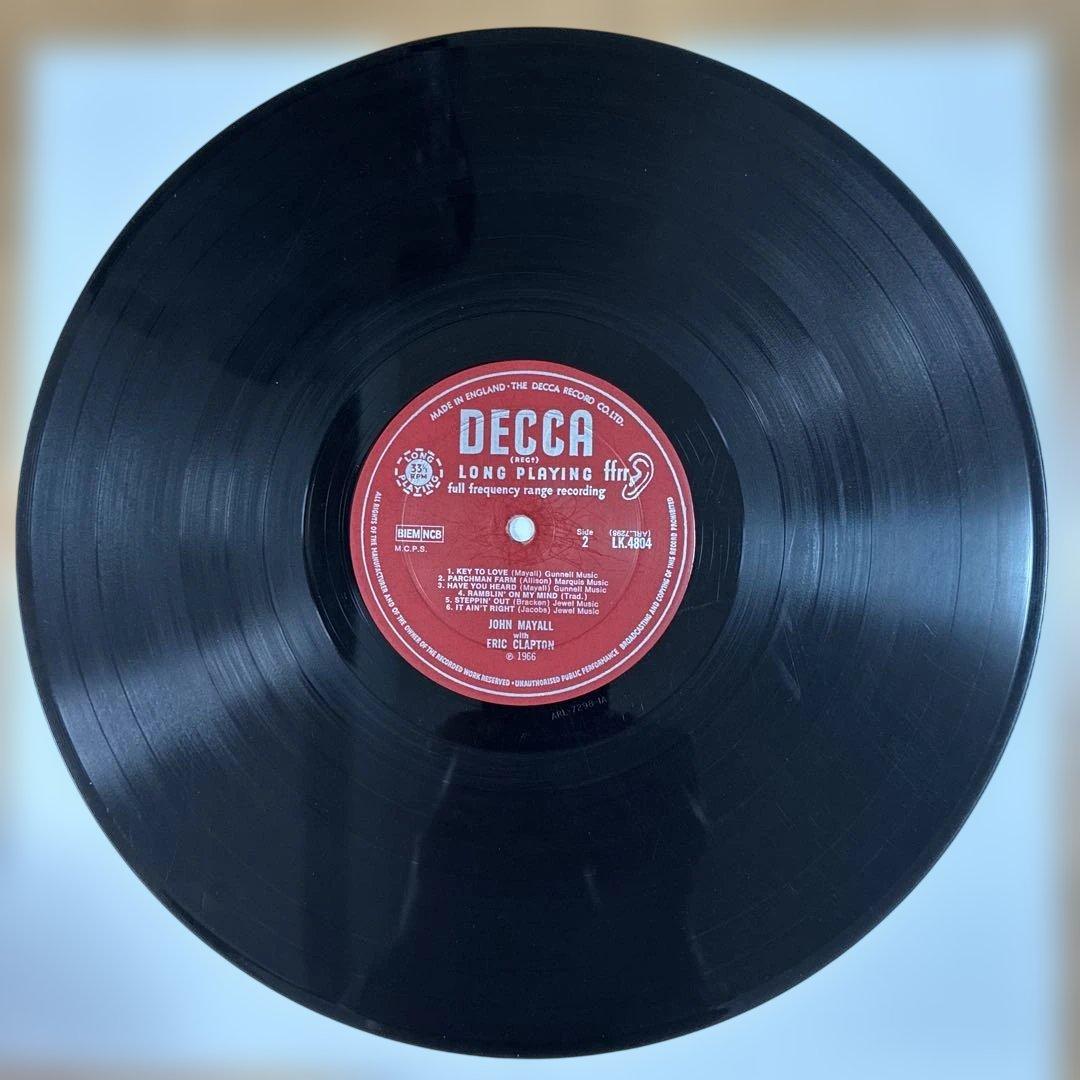 MADE IN ENGLAND · THE DECCA RECORD CO. LTD.
DECCA
(REGᵈ)
LONG PLAYING ffrr
full frequency range recording
LONG
33⅓
RPM
PLAYING
BIEM NCB
M.C.P.S.
Side
2
(ARL.7298)
LK.4804
1. KEY TO LOVE (Mayall) Gunnell Music
2. PARCHMAN FARM (Allison) Marquis Music
3. HAVE YOU HEARD (Mayall) Gunnell Music
4. RAMBLIN' ON MY MIND (Trad.)
5. STEPPIN' OUT (Bracken) Jewel Music
6. IT AIN'T RIGHT (Jacobs) Jewel Music
JOHN MAYALL
with
ERIC CLAPTON
℗ 1966
ALL RIGHTS OF THE MANUFACTURER AND OF THE OWNER OF THE RECORDED WORK RESERVED · UNAUTHORISED PUBLIC PERFORMANCE BROADCASTING AND COPYING OF THIS RECORD PROHIBITED
ARL-7298-1A